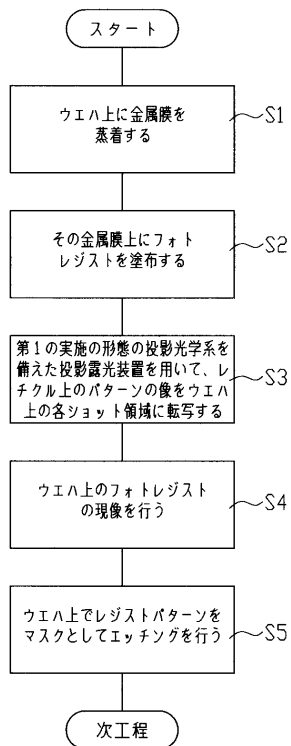 スタート
ウエハ上に金属膜を
蒸着する
S1
その金属膜上にフォト
レジストを塗布する
S2
第1の実施の形態の投影光学系を
備えた投影露光装置を用いて、レ
チクル上のパターンの像をウエハ
上の各ショット領域に転写する
S3
ウエハ上のフォトレジスト
の現像を行う
S4
ウエハ上でレジストパターンを
マスクとしてエッチングを行う
S5
次工程